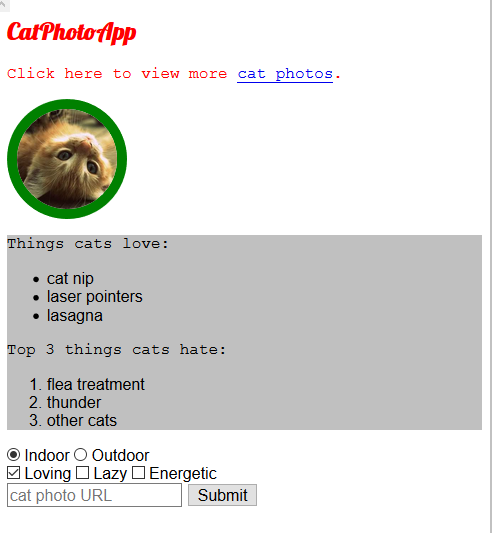 CatPhotoApp
Click here to view more cat photos.
Things cats love:
cat nip
laser pointers
lasagna
Top 3 things cats hate:
1. flea treatment
2. thunder
3. other cats
Indoor Outdoor
Loving Lazy Energetic
cat photo URL Submit